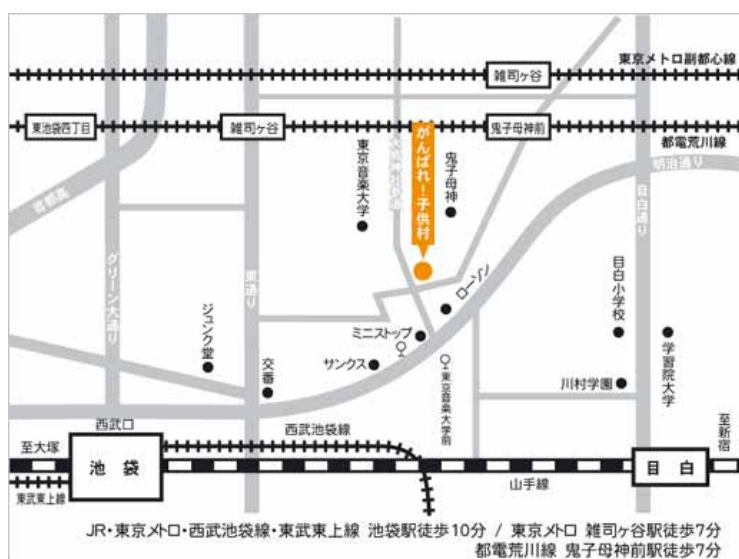 東京メトロ副都心線
雑司ヶ谷
東池袋四丁目
雑司ヶ谷
鬼子母神前
都電荒川線
明治通り
首都高
グリーン大通り
東通り
目白通り
東京音楽大学
がんばれ!子供村
鬼子母神
ローソン
ミニストップ
サンクス
ジュンク堂
交番
東京音楽大学前
目白小学校
学習院大学
川村学園
西武口
至大塚
池袋
西武池袋線
東武東上線
山手線
目白
至新宿
JR・東京メトロ・西武池袋線・東武東上線 池袋駅徒歩10分 / 東京メトロ 雑司ヶ谷駅徒歩7分
都電荒川線 鬼子母神前駅徒歩7分